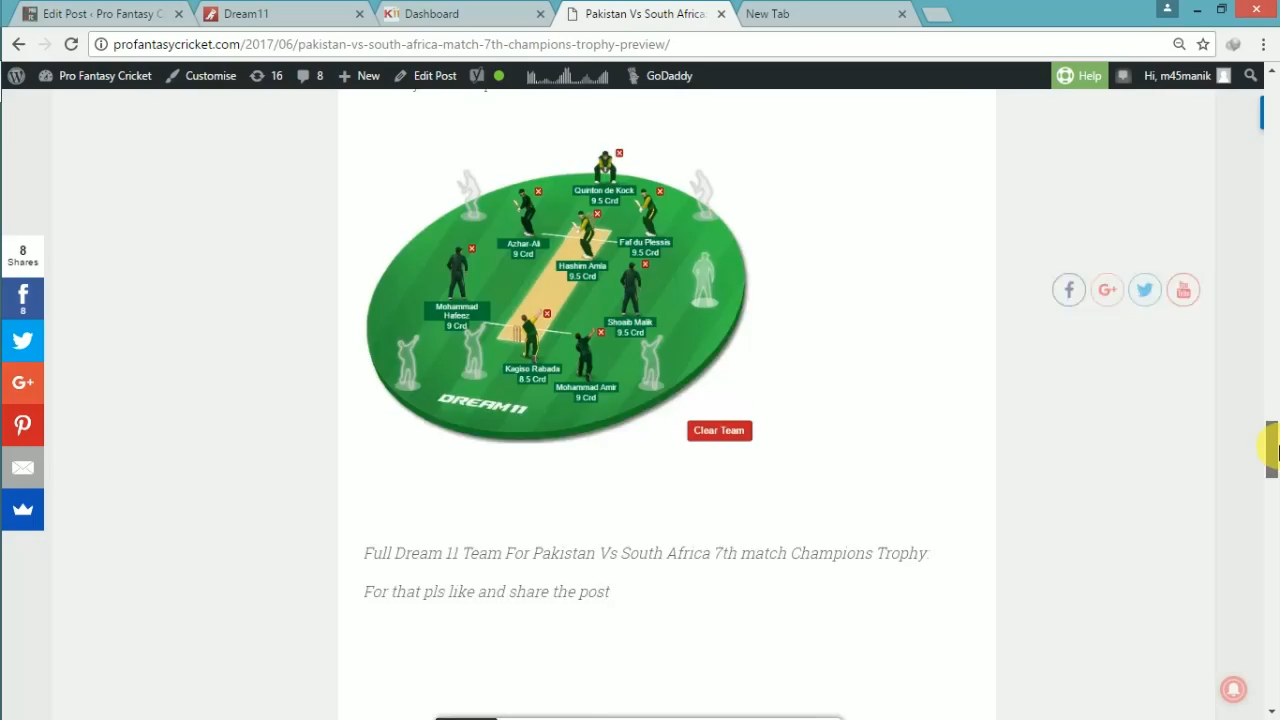 Edit Post ‹ Pro Fantasy C
Dream11
K11 Dashboard
Pakistan Vs South Africa
New Tab
profantasycricket.com/2017/06/pakistan-vs-south-africa-match-7th-champions-trophy-preview/
Pro Fantasy Cricket
Customise
16
8
New
Edit Post
GoDaddy
Help
Hi, m45manik
8
Shares
8
Quinton de Kock
9.5 Crd
Azhar-Ali
9 Crd
Faf du Plessis
9.5 Crd
Hashim Amla
9.5 Crd
Mohammad
Hafeez
9 Crd
Shoaib Malik
9.5 Crd
Kagiso Rabada
8.5 Crd
Mohammad Amir
9 Crd
DREAM11
Clear Team
Full Dream 11 Team For Pakistan Vs South Africa 7th match Champions Trophy:
For that pls like and share the post